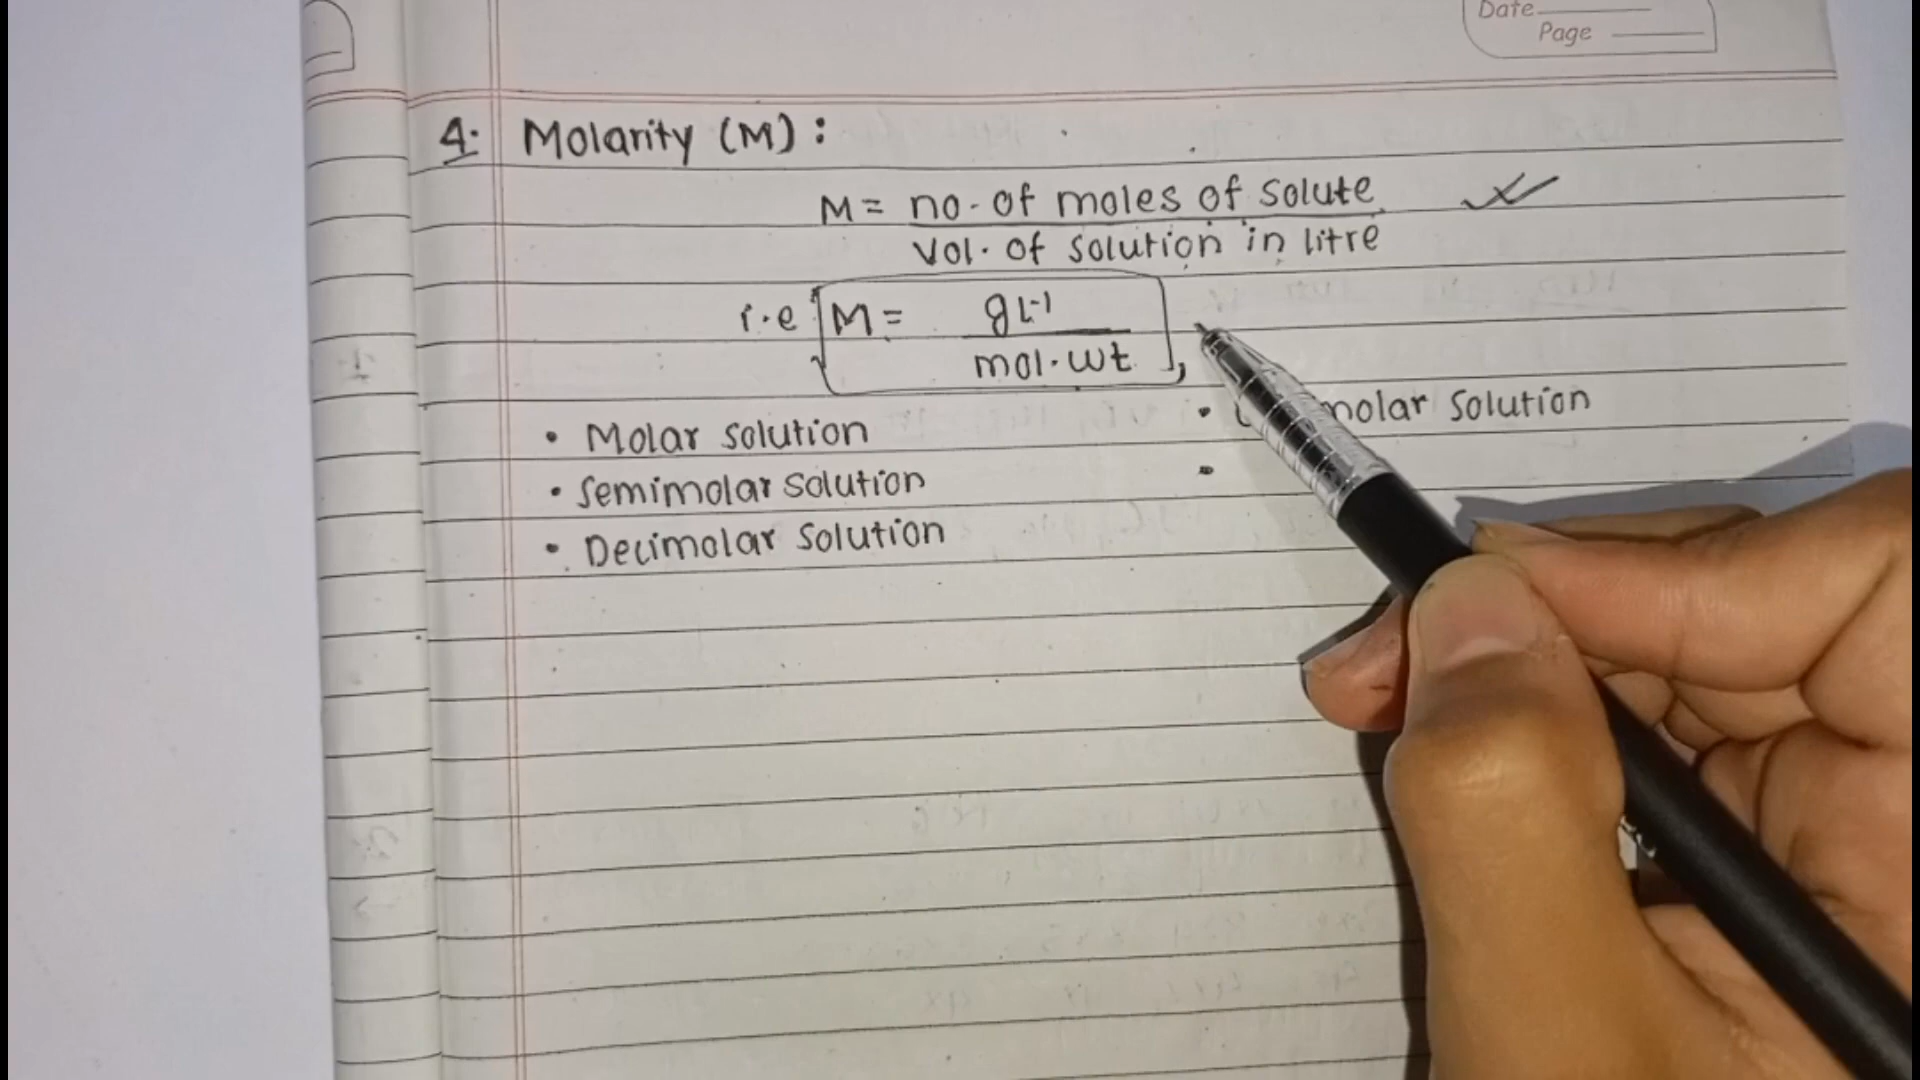 Date
Page
4. Molarity (M) :
M = no. of moles of solute
Vol. of solution in litre
i.e M = gL-1
mol. wt ,
• Molar solution
• Semimolar solution
• Decimolar solution
• molar solution
•